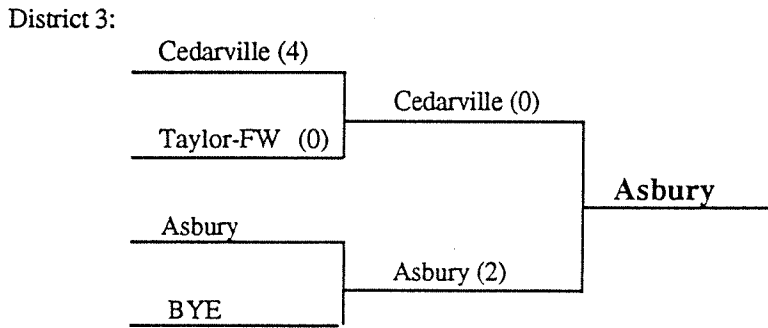 District 3:
Cedarville (4)
Cedarville (0)
Taylor-FW (0)
Asbury
Asbury
Asbury (2)
BYE